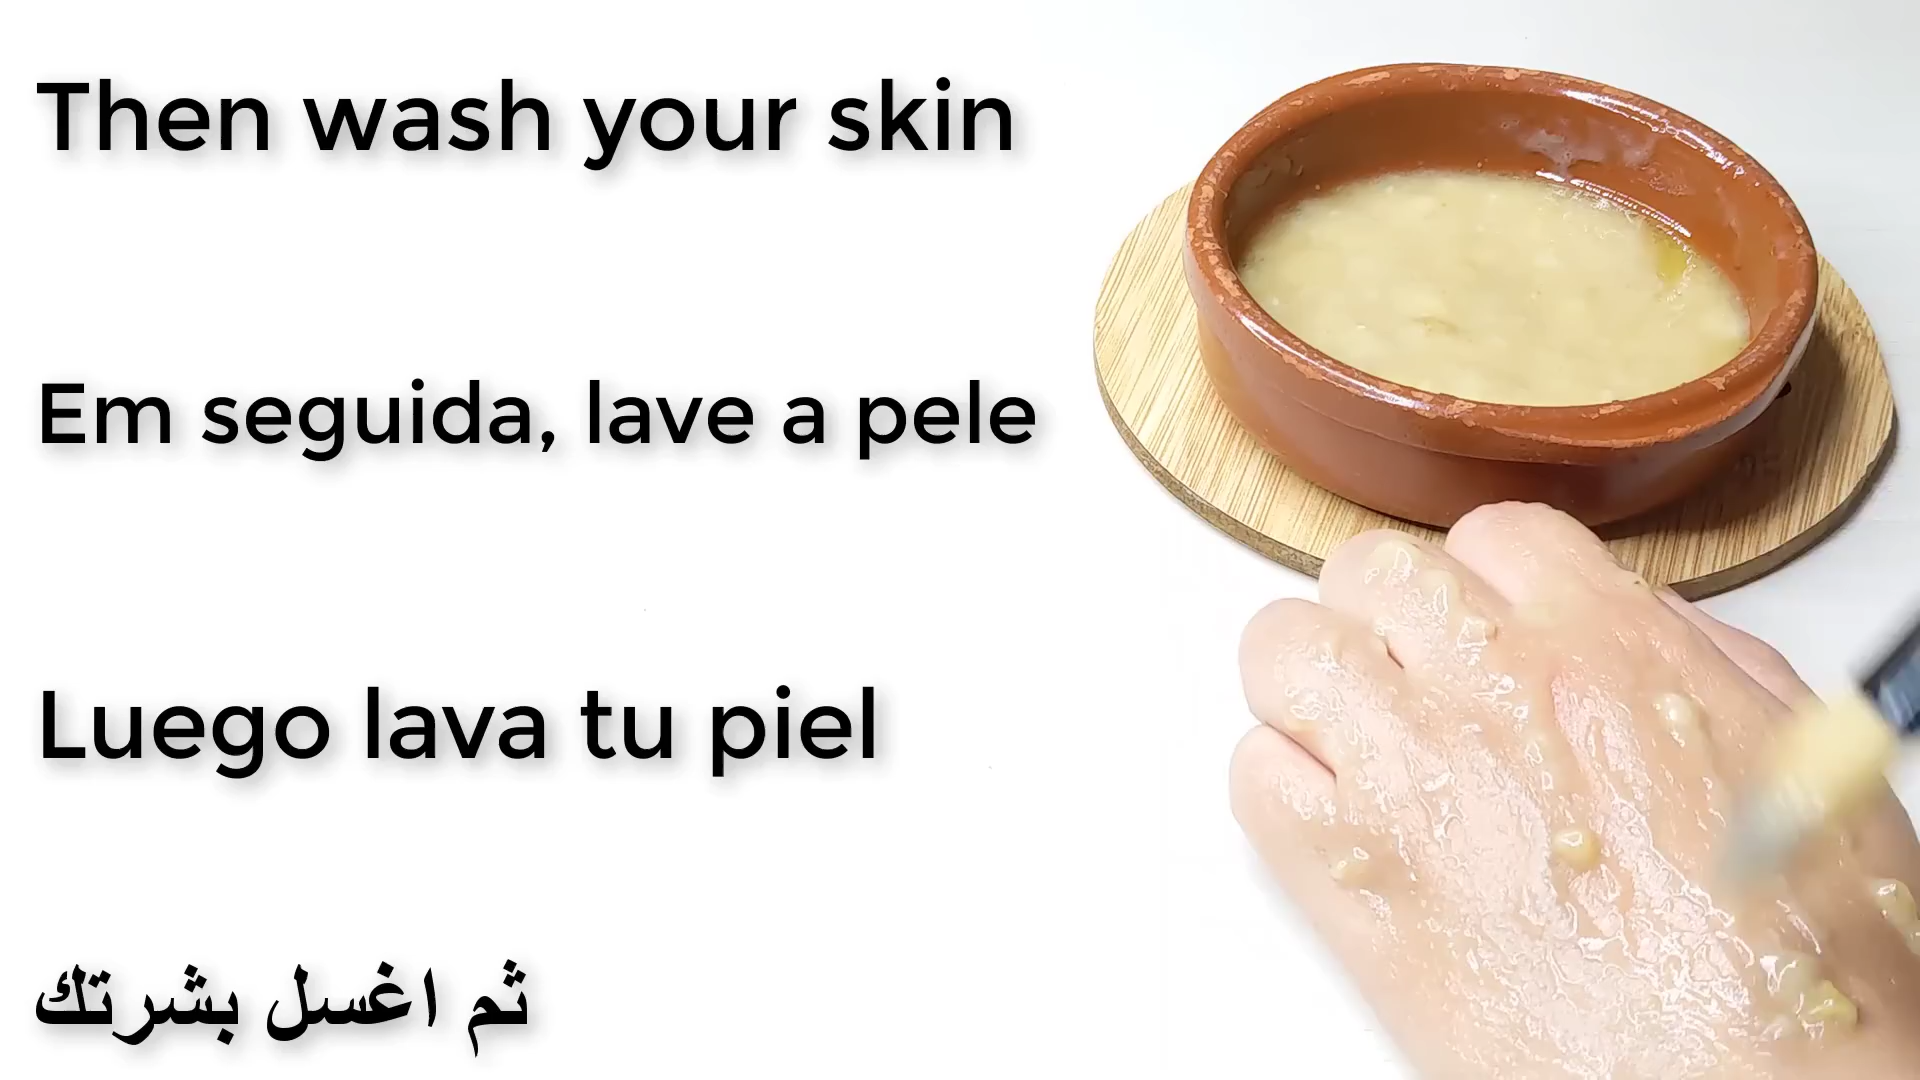 Then wash your skin
Em seguida, lave a pele
Luego lava tu piel
ثم اغسل بشرتك